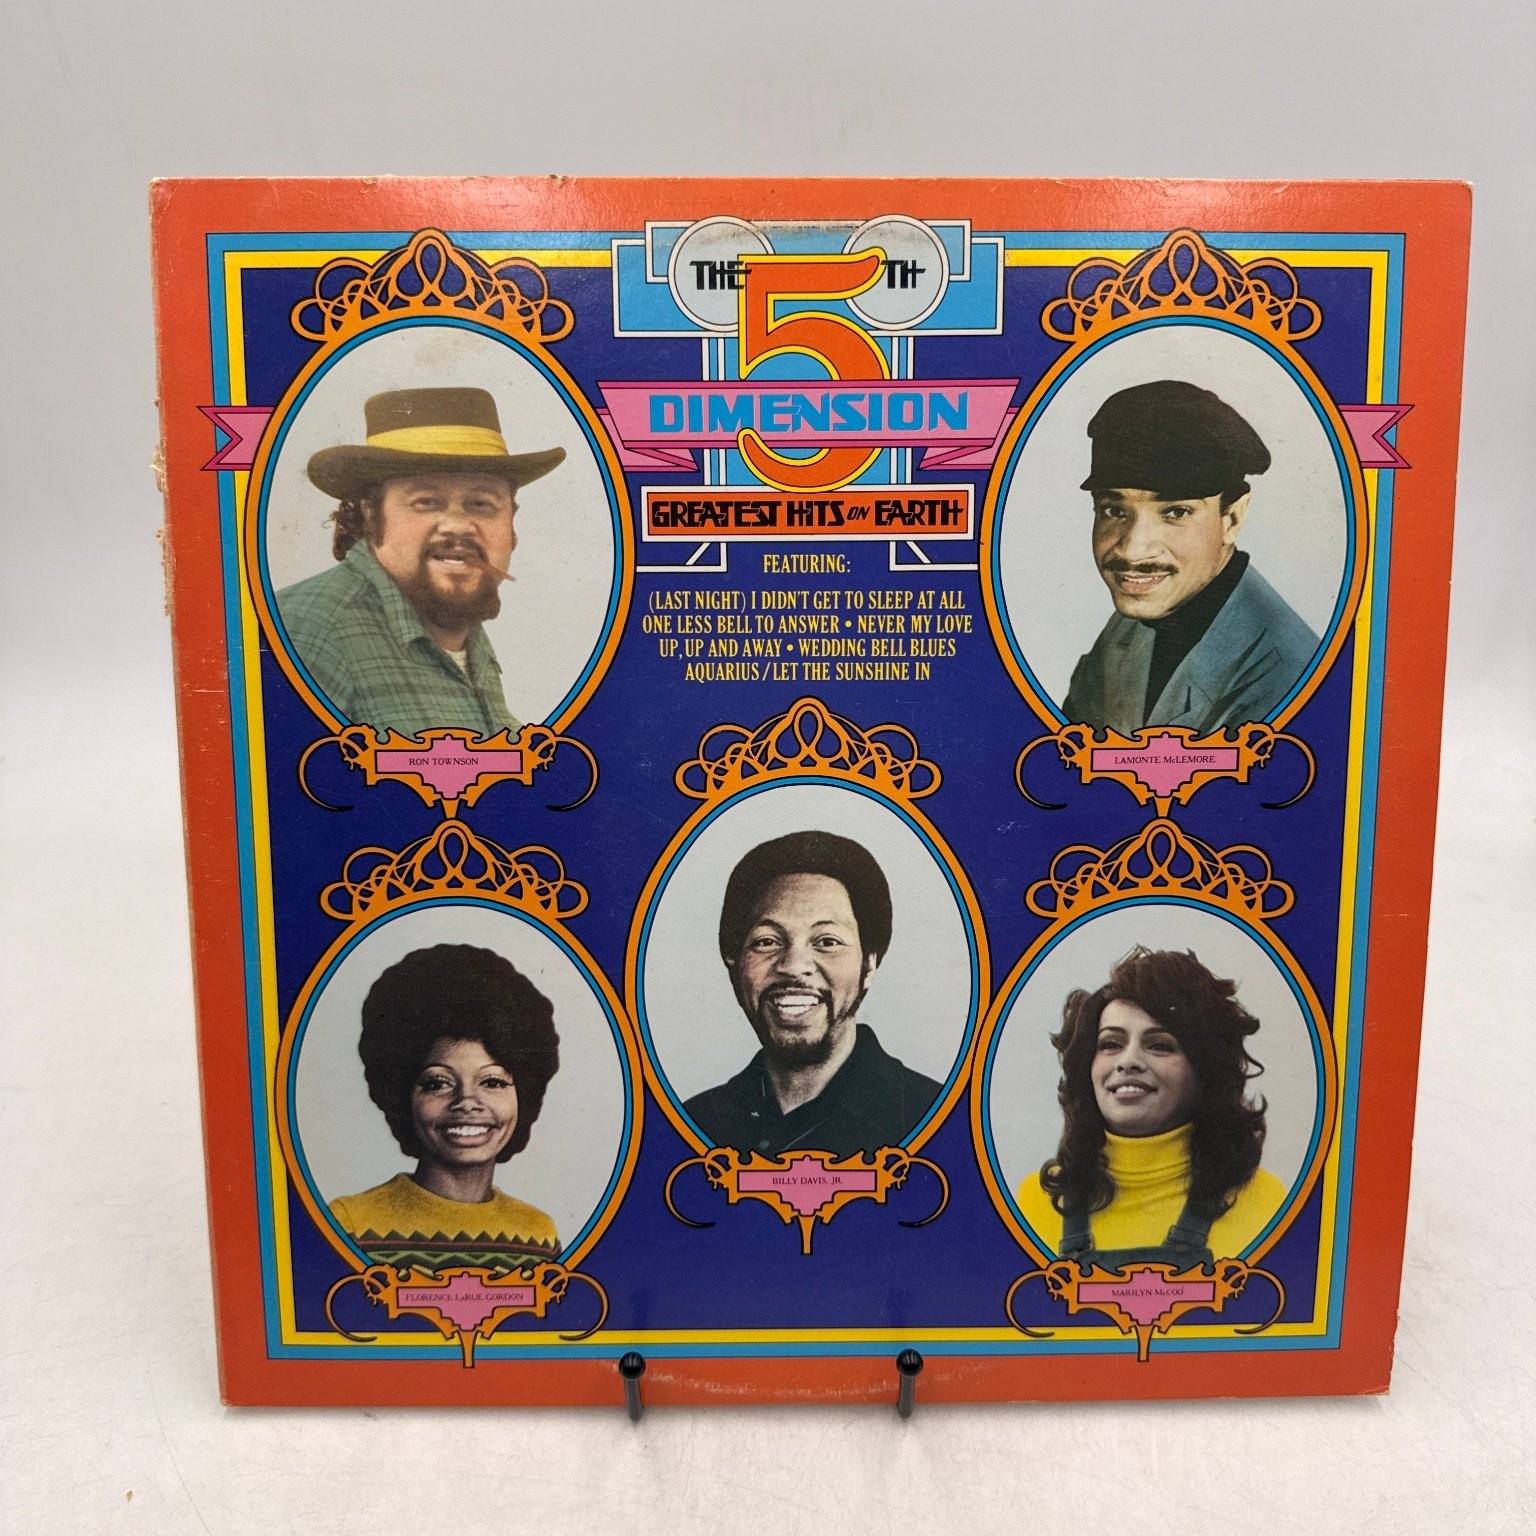 THE 5TH
DIMENSION
GREATEST HITS ON EARTH
FEATURING:
(LAST NIGHT) I DIDN'T GET TO SLEEP AT ALL
ONE LESS BELL TO ANSWER • NEVER MY LOVE
UP, UP AND AWAY • WEDDING BELL BLUES
AQUARIUS / LET THE SUNSHINE IN
RON TOWNSON
LAMONTE McLEMORE
BILLY DAVIS, JR.
FLORENCE LaRUE GORDON
MARILYN McCOO